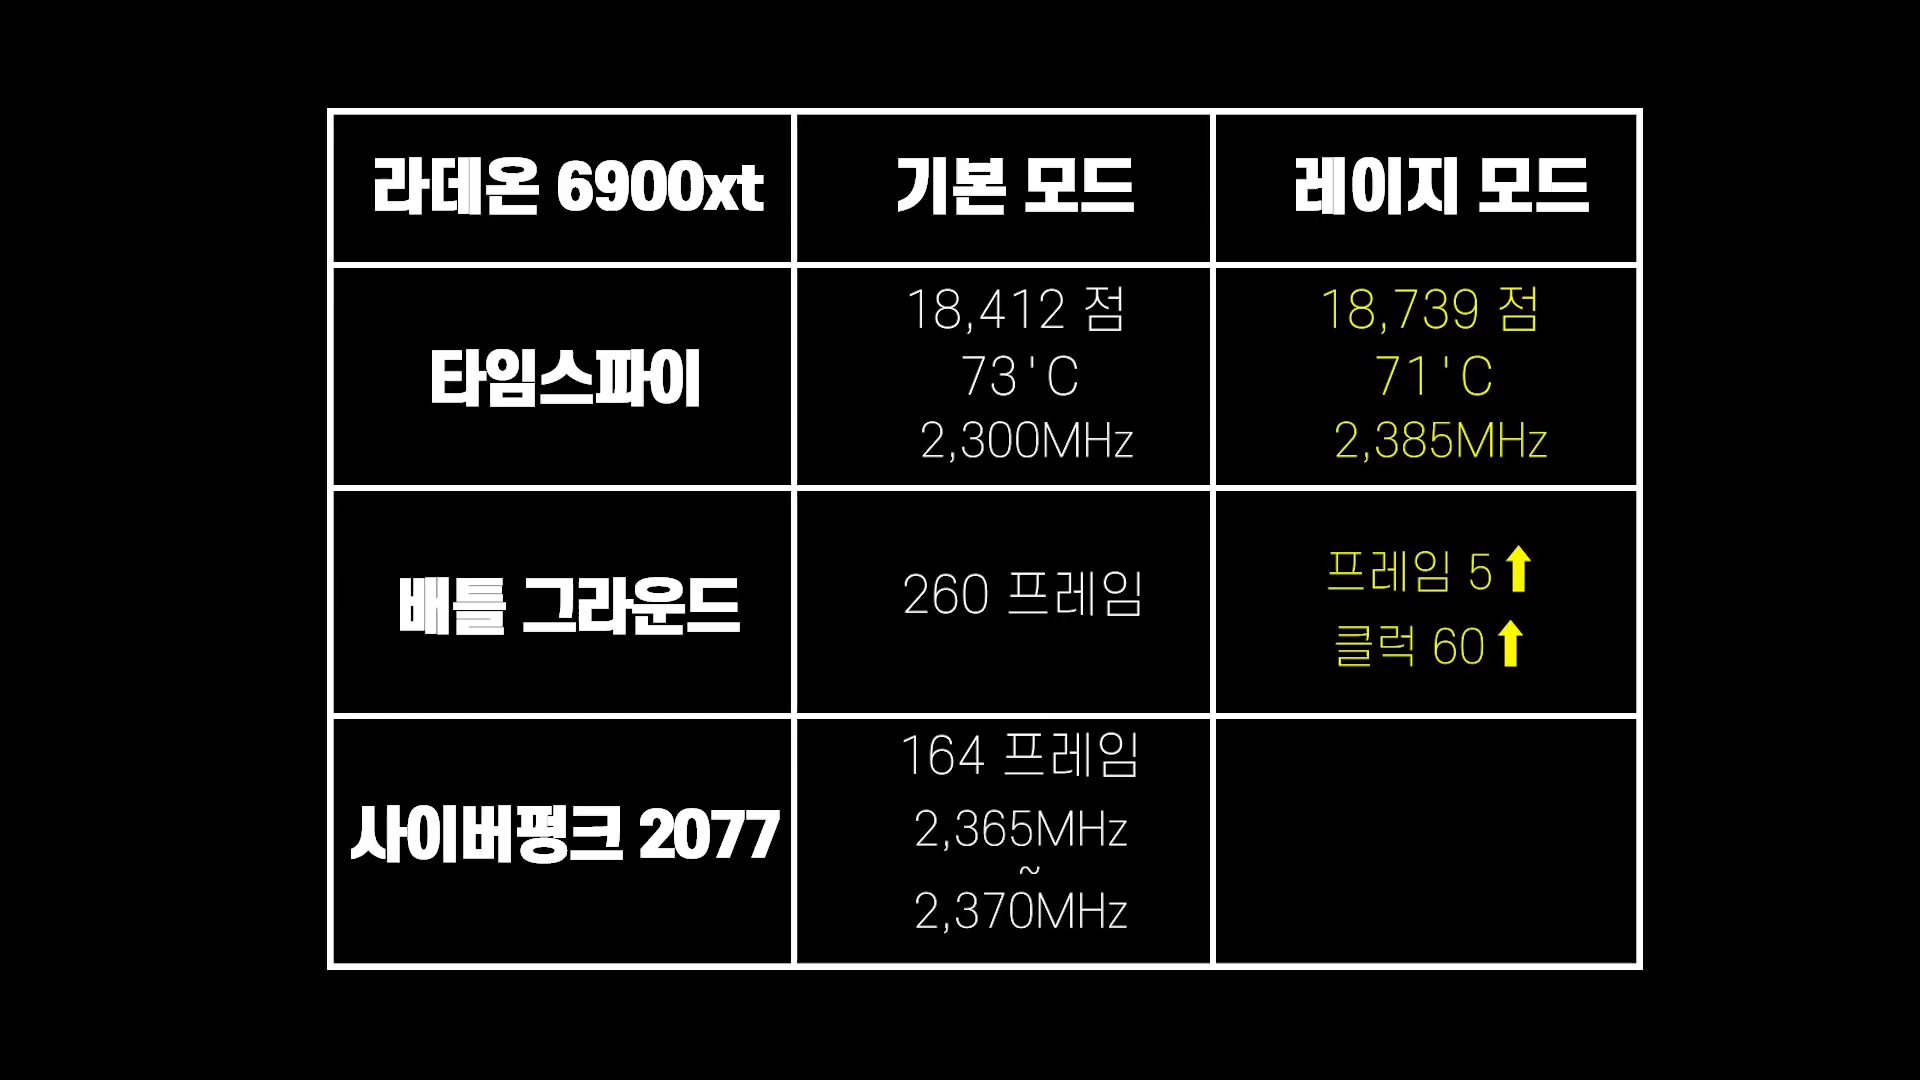 라데온 6900xt
기본 모드
레이지 모드
타임스파이
18,412 점
73'C
2,300MHz
18,739 점
71'C
2,385MHz
배틀 그라운드
260 프레임
프레임 5⬆
클럭 60⬆
사이버펑크 2077
164 프레임
2,365MHz
~
2,370MHz